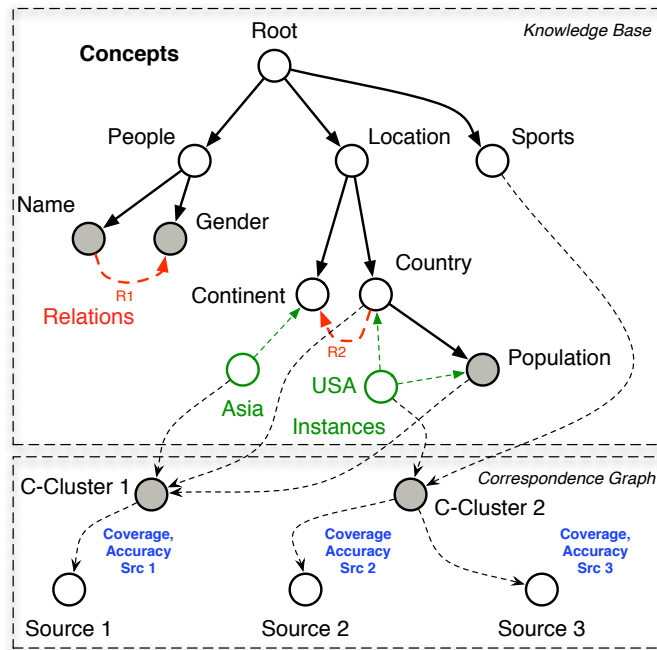 Root
Knowledge Base
Concepts
People
Location
Sports
Name
Gender
Country
R1
Continent
Relations
R2
Population
USA
Asia
Instances
C-Cluster 1
Correspondence Graph
C-Cluster 2
Coverage,
Accuracy
Src 1
Coverage
Accuracy
Src 2
Coverage,
Accuracy
Src 3
Source 1
Source 2
Source 3